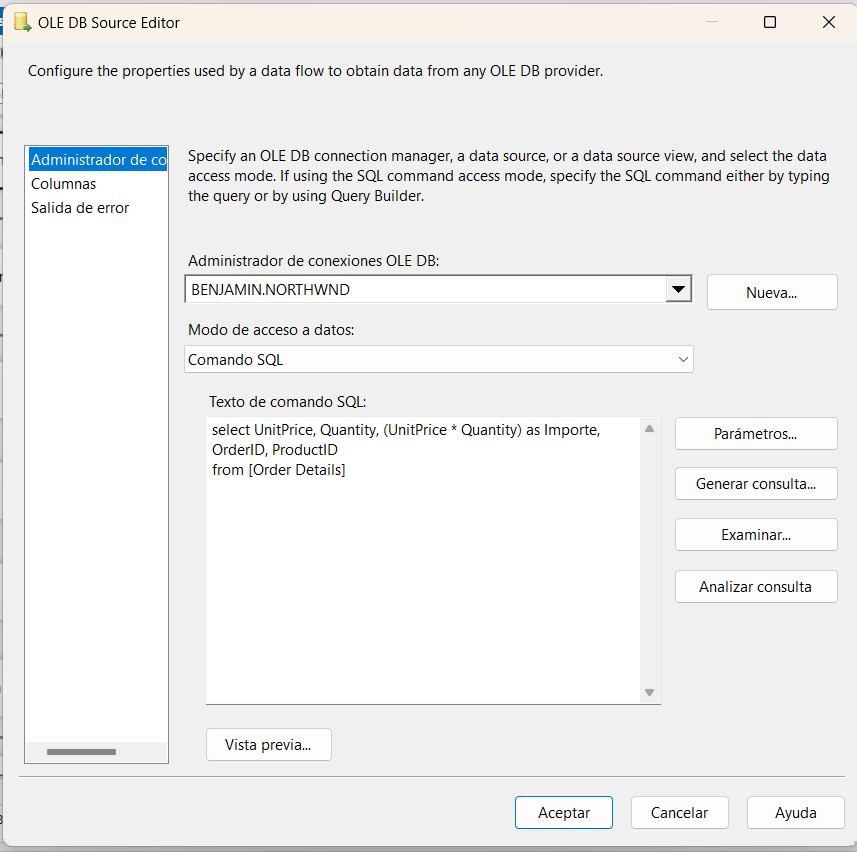 OLE DB Source Editor
Configure the properties used by a data flow to obtain data from any OLE DB provider.
Administrador de co
Columnas
Salida de error
Specify an OLE DB connection manager, a data source, or a data source view, and select the data
access mode. If using the SQL command access mode, specify the SQL command either by typing
the query or by using Query Builder.
Administrador de conexiones OLE DB:
BENJAMIN.NORTHWND
Nueva...
Modo de acceso a datos:
Comando SQL
Texto de comando SQL:
select UnitPrice, Quantity, (UnitPrice * Quantity) as Importe,
OrderID, ProductID
from [Order Details]
Parámetros...
Generar consulta...
Examinar...
Analizar consulta
Vista previa...
Aceptar
Cancelar
Ayuda